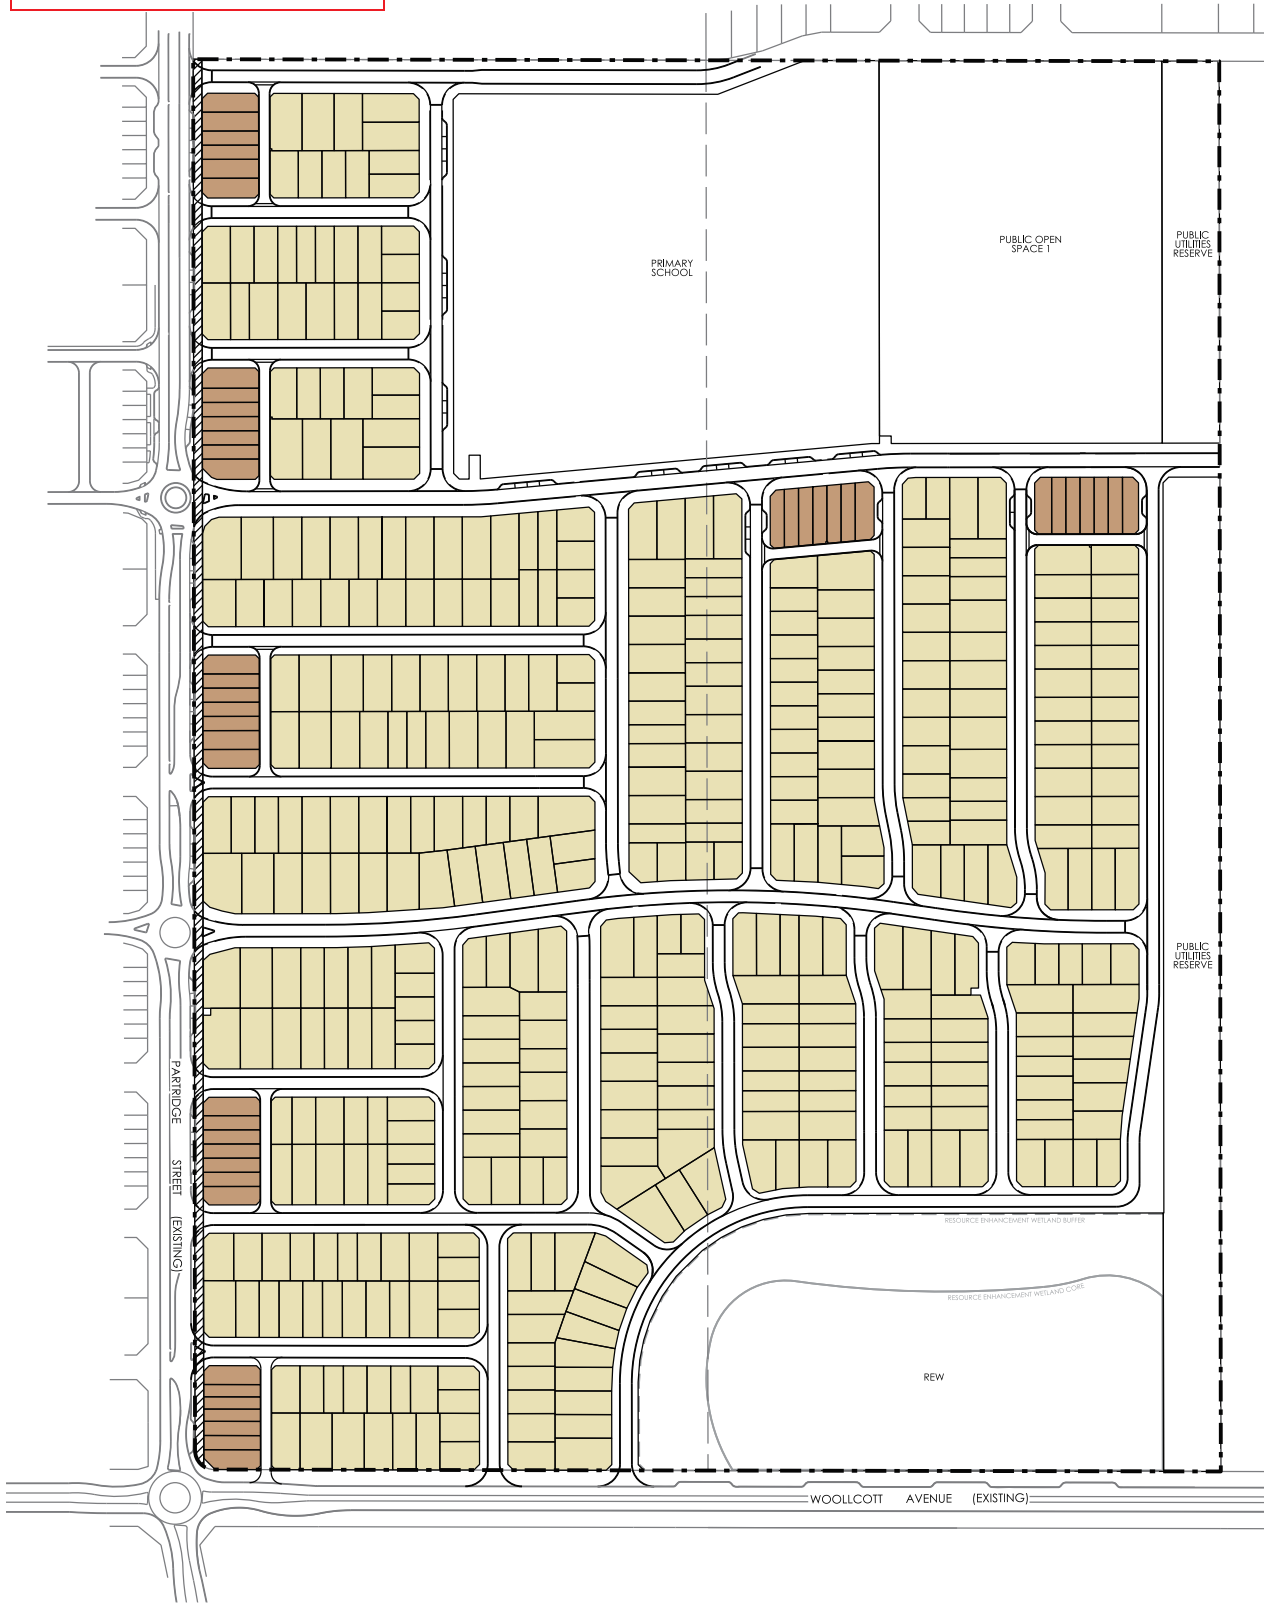 PUBLIC OPEN
SPACE 1
PUBLIC
UTILITIES
RESERVE
PRIMARY
SCHOOL
PUBLIC
UTILITIES
RESERVE
PARTRIDGE STREET (EXISTING)
RESOURCE ENHANCEMENT WETLAND BUFFER
RESOURCE ENHANCEMENT WETLAND CORE
REW
WOOLLCOTT AVENUE (EXISTING)